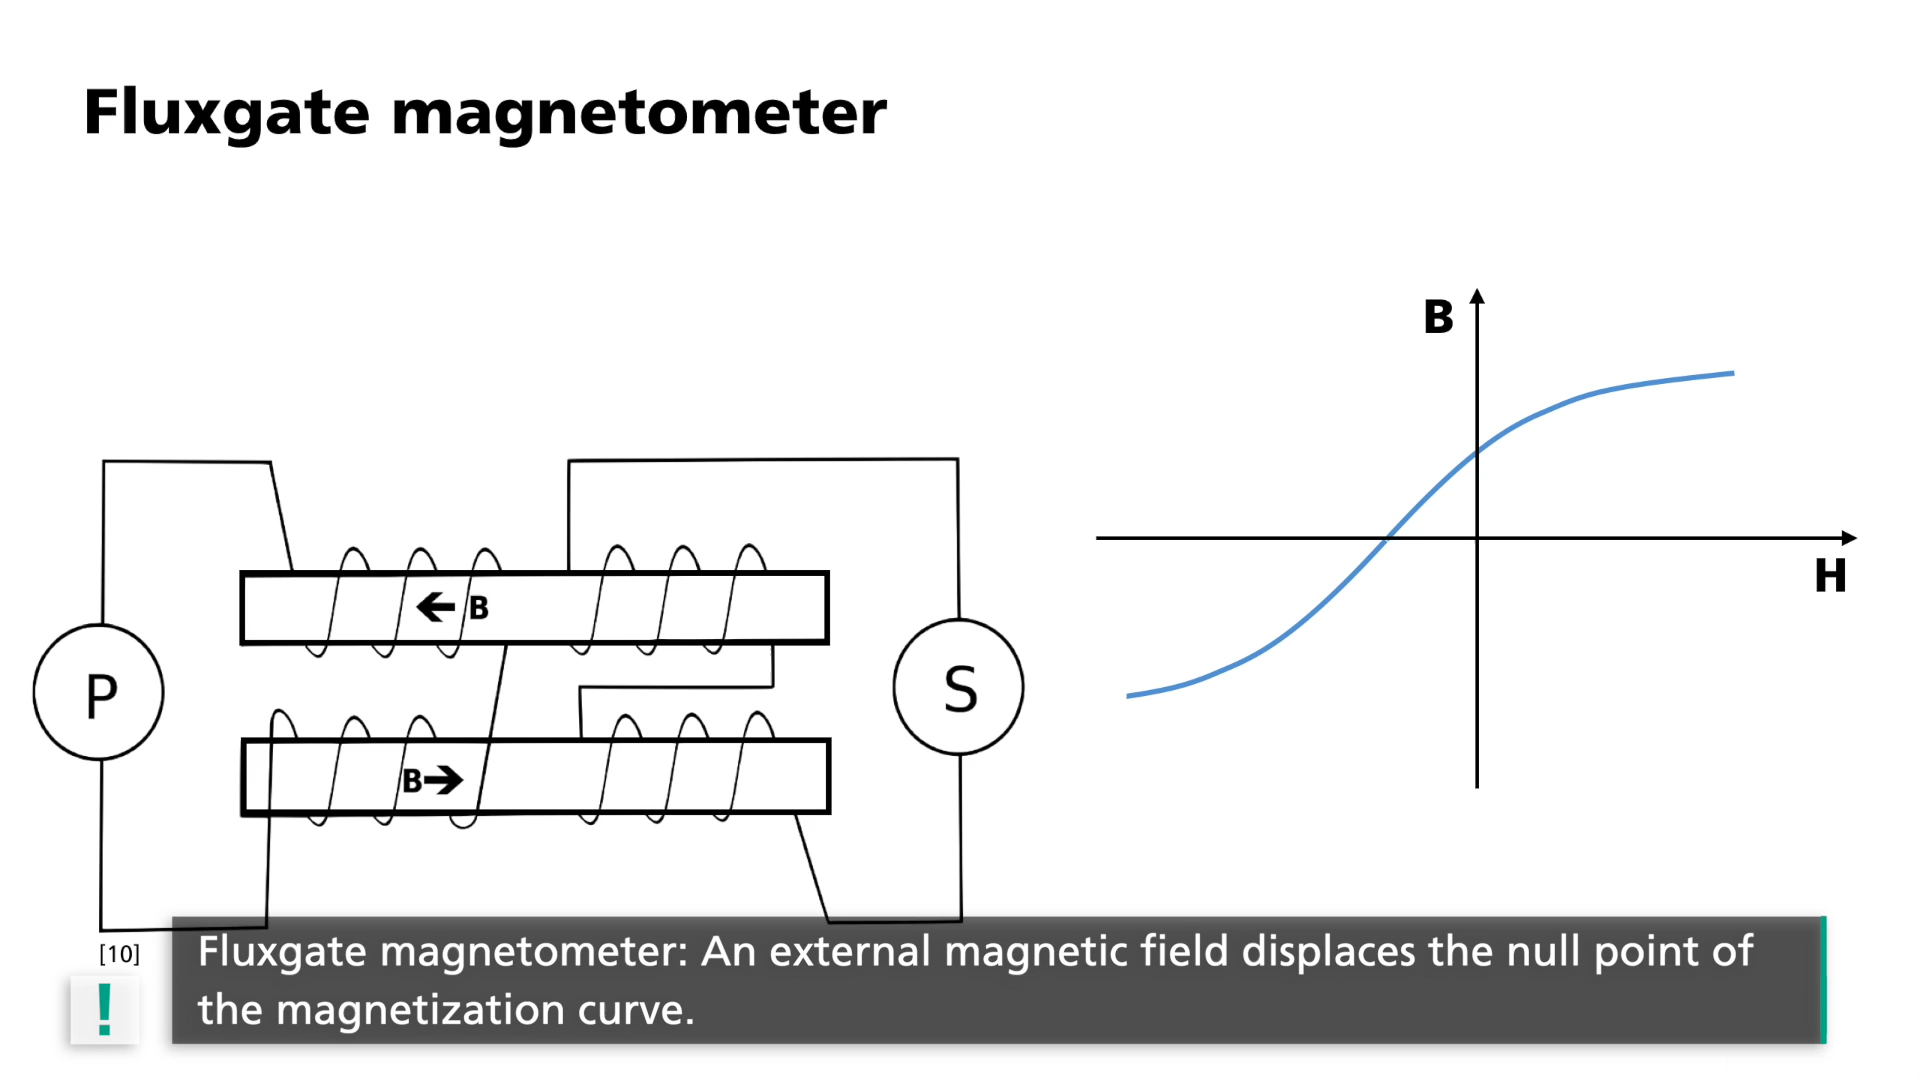 Fluxgate magnetometer
B
H
← B
P
S
B→
[10]
!
Fluxgate magnetometer: An external magnetic field displaces the null point of
the magnetization curve.